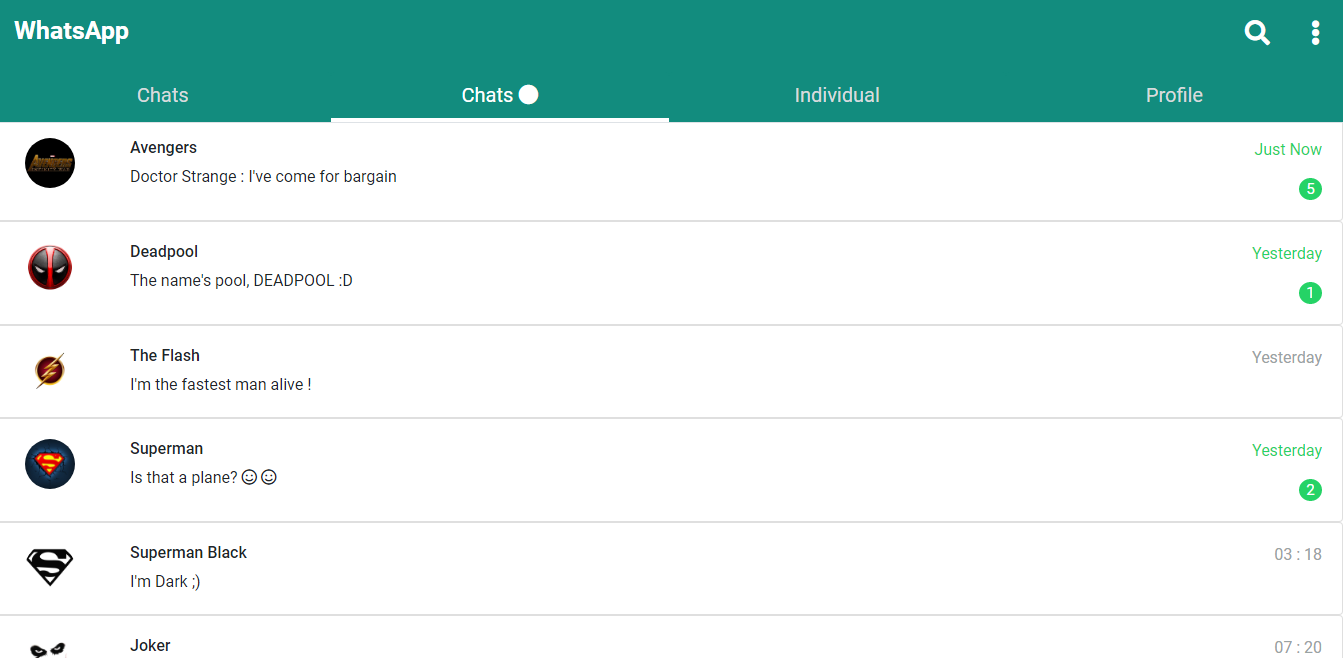 WhatsApp
Chats
Chats
Individual
Profile
Avengers
Just Now
Doctor Strange : I've come for bargain
5
Deadpool
Yesterday
The name's pool, DEADPOOL :D
1
The Flash
Yesterday
I'm the fastest man alive !
Superman
Yesterday
Is that a plane? ☺ ☺
2
Superman Black
03 : 18
I'm Dark ;)
Joker
07 : 20